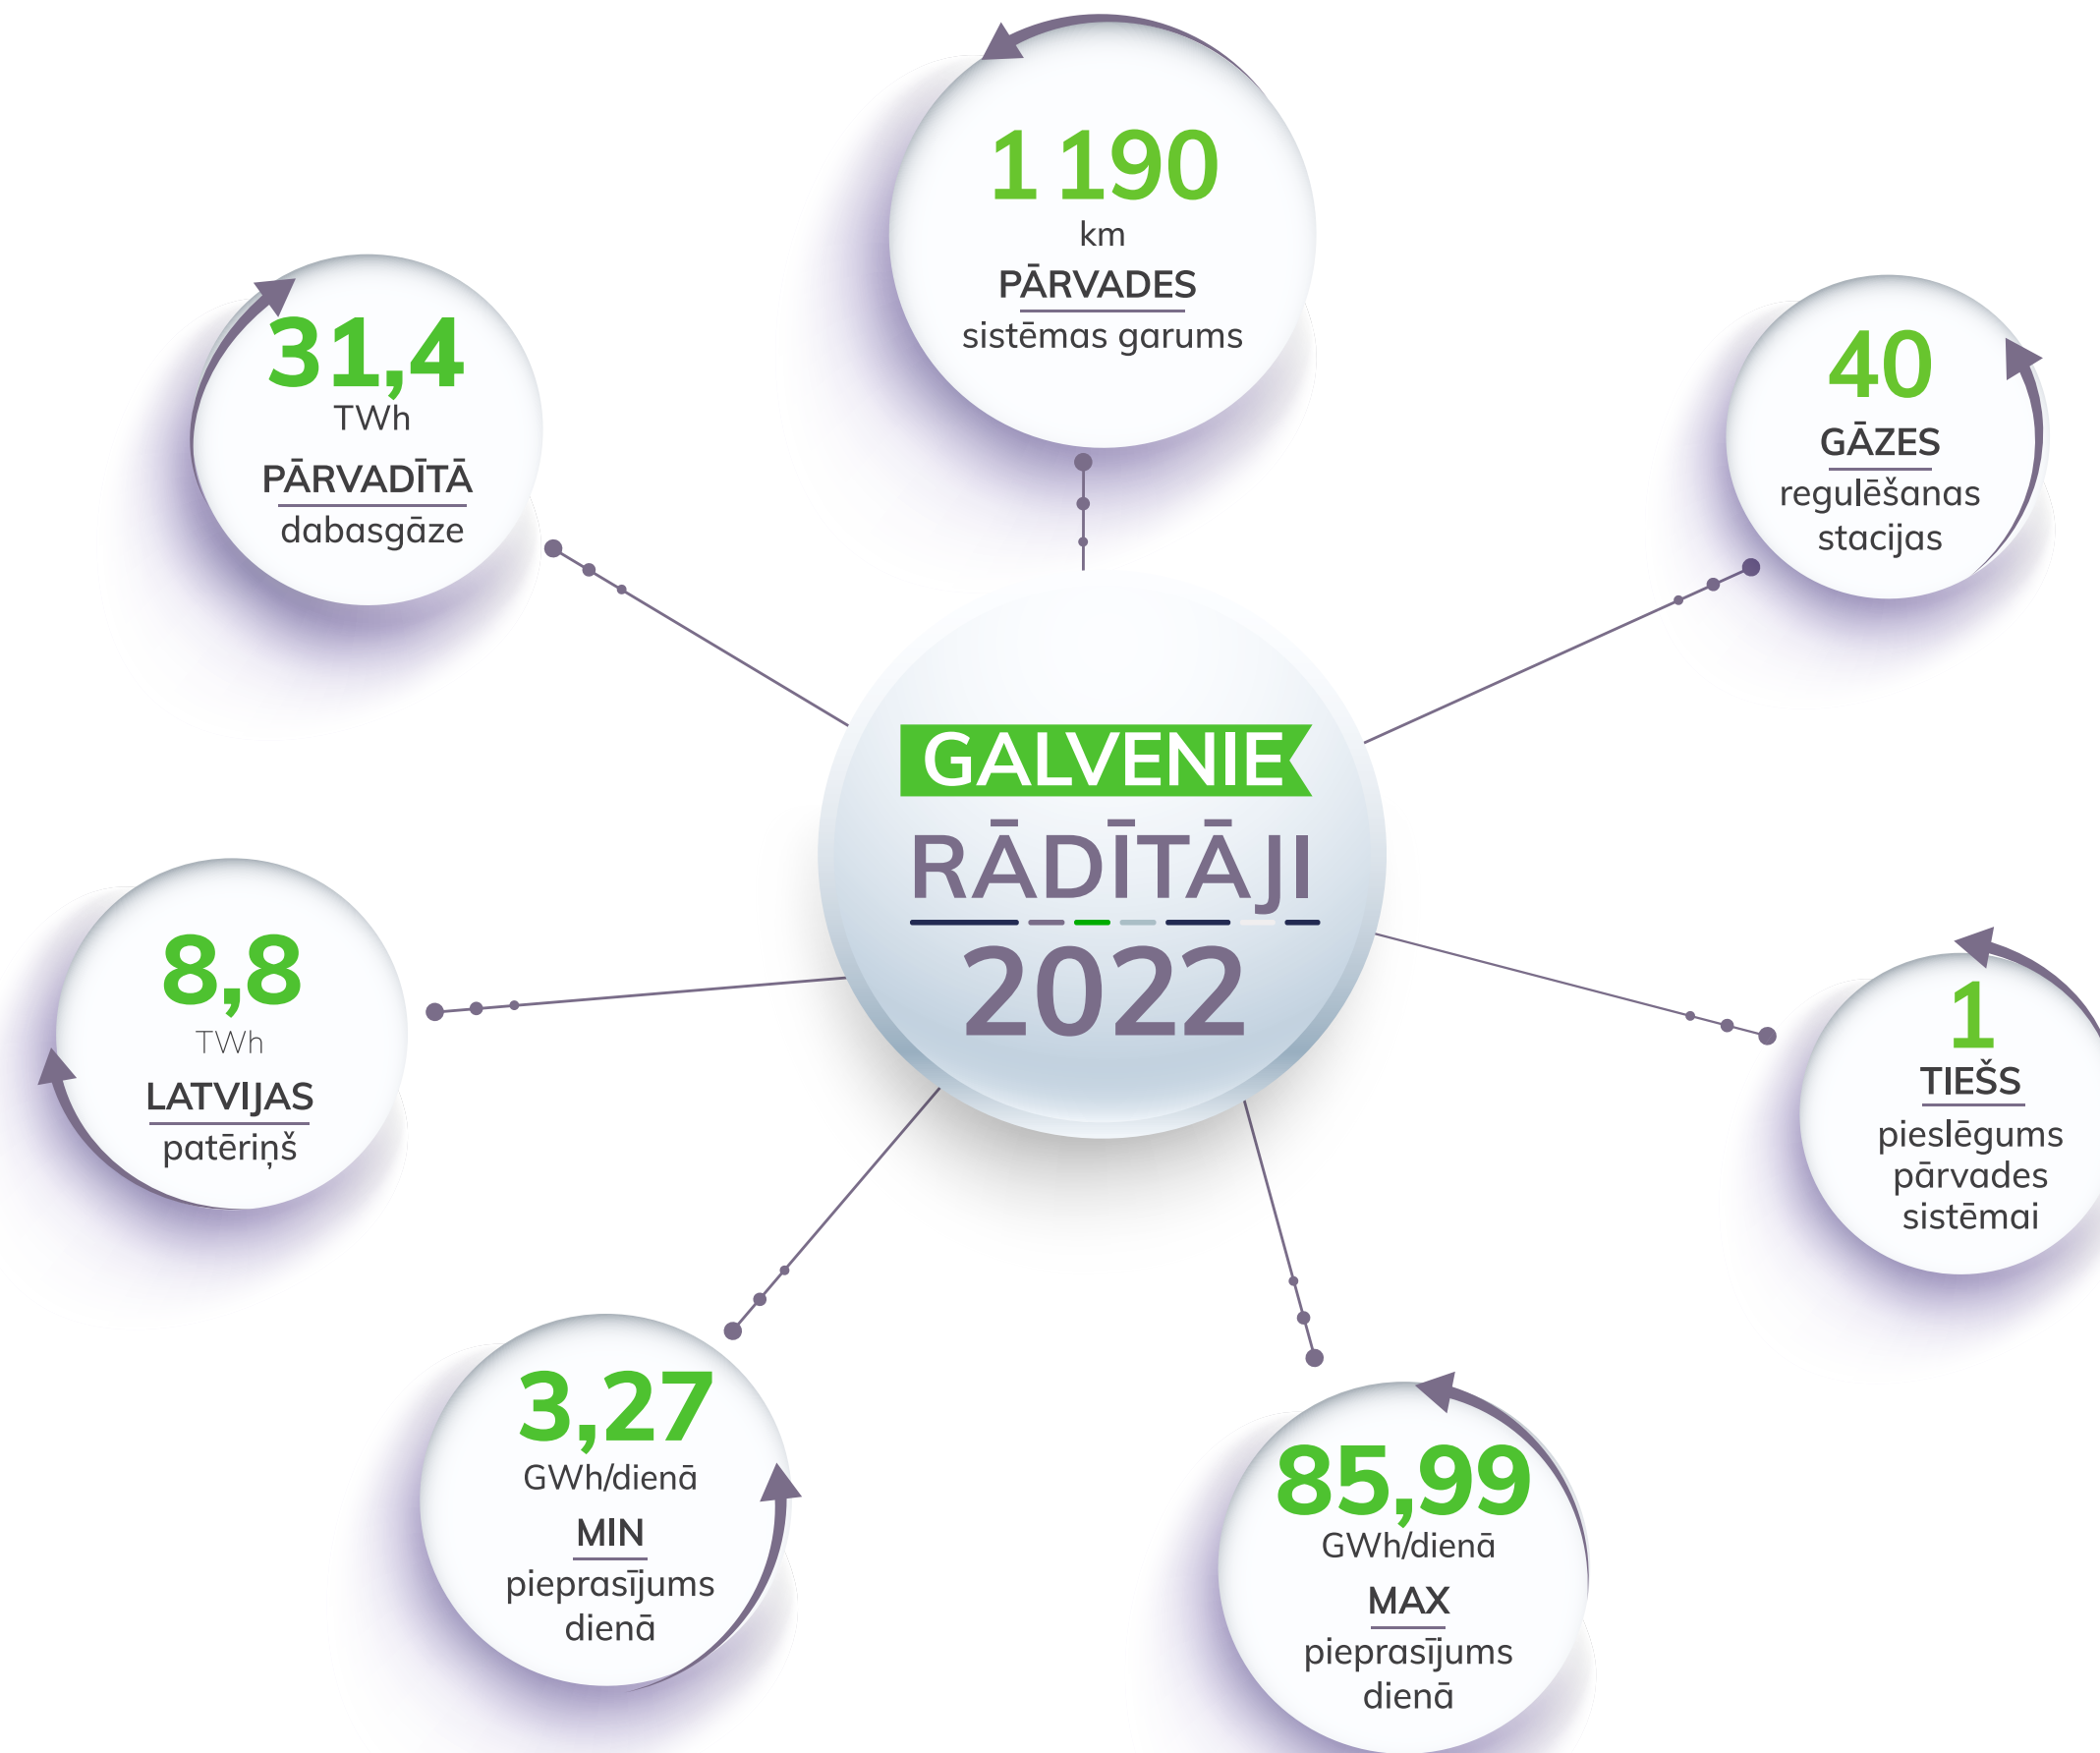 1 190
km
PĀRVADES
sistēmas garums
31,4
TWh
PĀRVADĪTĀ
dabasgāze
40
GĀZES
regulēšanas
stacijas
GALVENIE
RĀDĪTĀJI
2022
8,8
TWh
LATVIJAS
patēriņš
1
TIEŠS
pieslēgums
pārvades
sistēmai
3,27
GWh/dienā
MIN
pieprasījums
dienā
85,99
GWh/dienā
MAX
pieprasījums
dienā